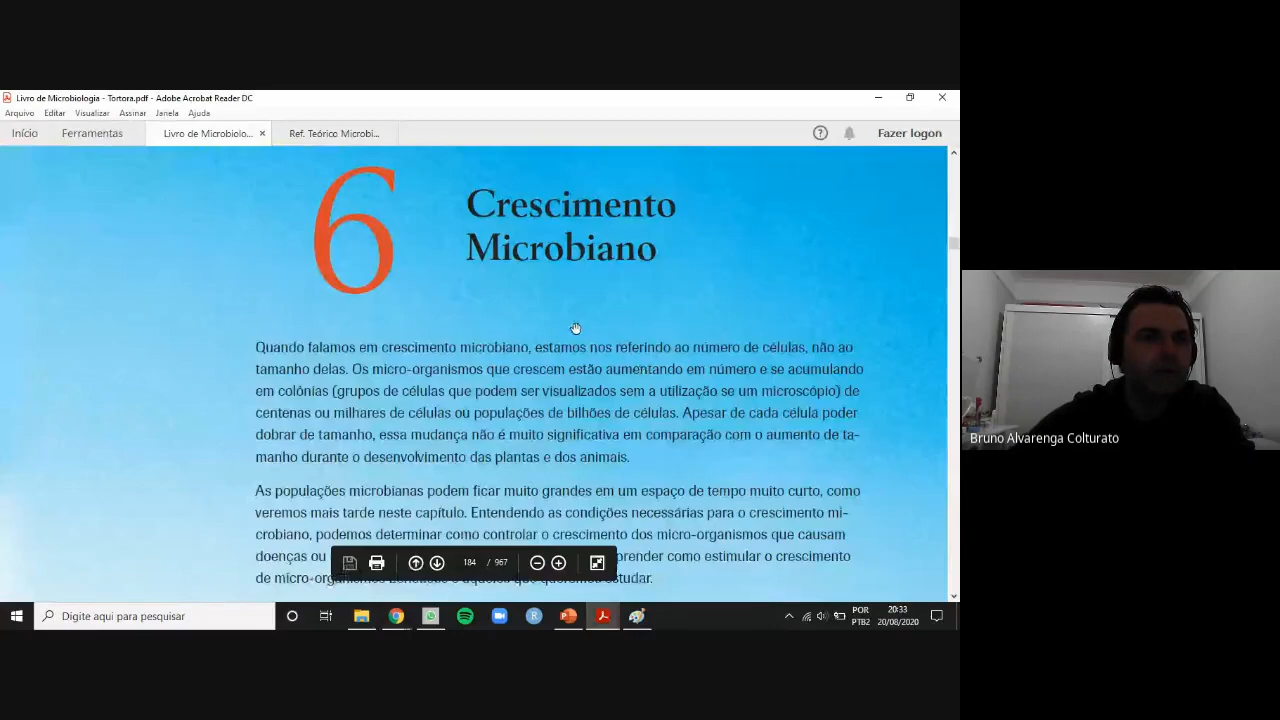 Livro de Microbiologia - Tortora.pdf - Adobe Acrobat Reader DC
Arquivo Editar Visualizar Assinar Janela Ajuda
Início Ferramentas Livro de Microbiolo... × Ref. Teórico Microbi... Fazer logon
6
Crescimento
Microbiano
Quando falamos em crescimento microbiano, estamos nos referindo ao número de células, não ao
tamanho delas. Os micro-organismos que crescem estão aumentando em número e se acumulando
em colônias (grupos de células que podem ser visualizados sem a utilização se um microscópio) de
centenas ou milhares de células ou populações de bilhões de células. Apesar de cada célula poder
dobrar de tamanho, essa mudança não é muito significativa em comparação com o aumento de ta-
manho durante o desenvolvimento das plantas e dos animais.
As populações microbianas podem ficar muito grandes em um espaço de tempo muito curto, como
veremos mais tarde neste capítulo. Entendendo as condições necessárias para o crescimento mi-
crobiano, podemos determinar como controlar o crescimento dos micro-organismos que causam
doenças ou prender como estimular o crescimento
de micro-organismos e aqueles que queremos estudar.
184 / 967
Bruno Alvarenga Colturato
Digite aqui para pesquisar
POR
PTB2
20:33
20/08/2020